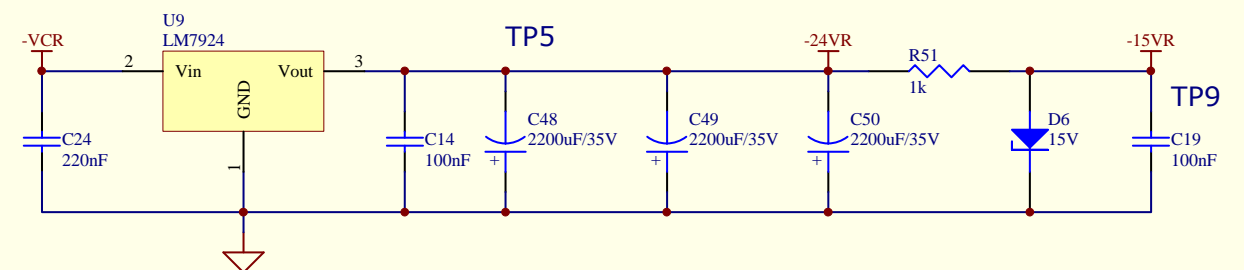 U9
LM7924
-VCR
2
Vin
Vout
3
GND
1
TP5
-24VR
R51
1k
-15VR
TP9
C24
220nF
C14
100nF
C48
2200uF/35V
+
C49
2200uF/35V
+
C50
2200uF/35V
+
D6
15V
C19
100nF